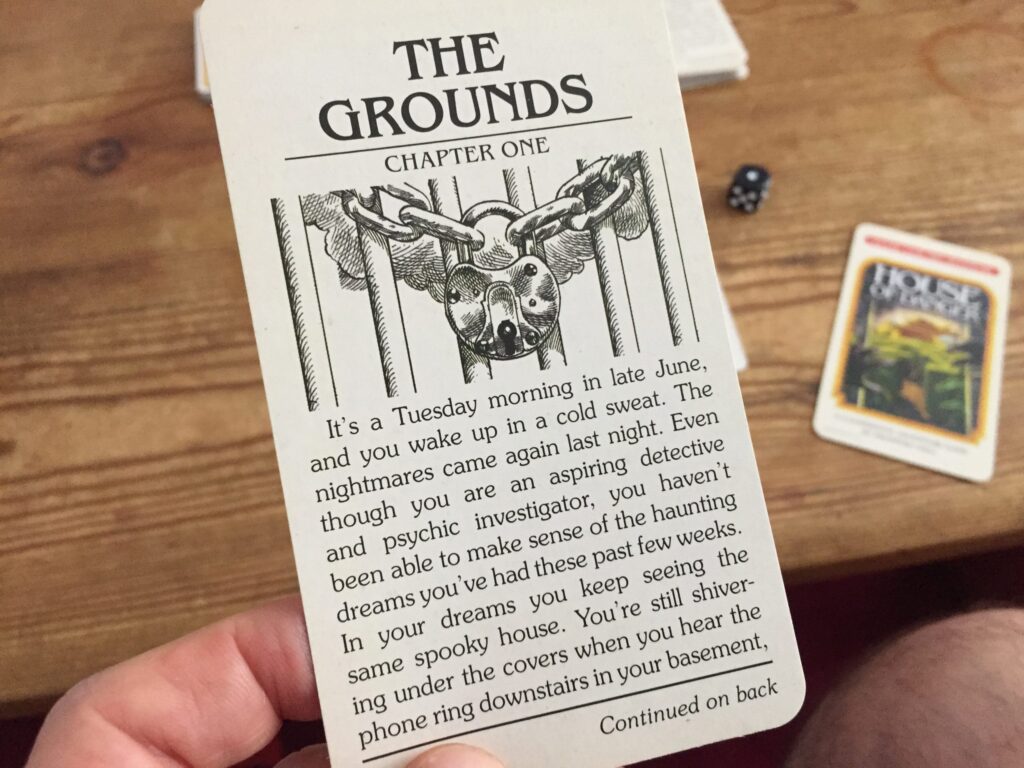 THE
GROUNDS
CHAPTER ONE
It's a Tuesday morning in late June,
and you wake up in a cold sweat. The
nightmares came again last night. Even
though you are an aspiring detective
and psychic investigator, you haven't
been able to make sense of the haunting
dreams you've had these past few weeks.
In your dreams you keep seeing the
same spooky house. You're still shiver-
ing under the covers when you hear the
phone ring downstairs in your basement,
Continued on back
HOUSE
OF DANGER